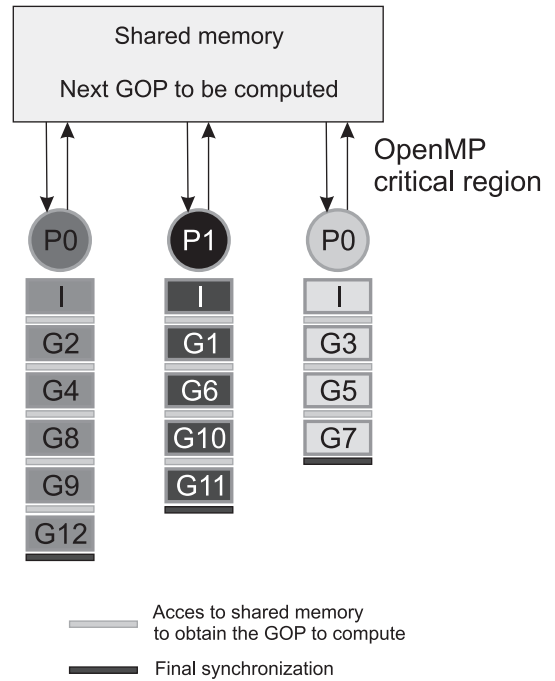 Shared memory
Next GOP to be computed
OpenMP
critical region
P0 P1 P0
I I I
G2 G1 G3
G4 G6 G5
G8 G10 G7
G9 G11
G12
Acces to shared memory
to obtain the GOP to compute
Final synchronization